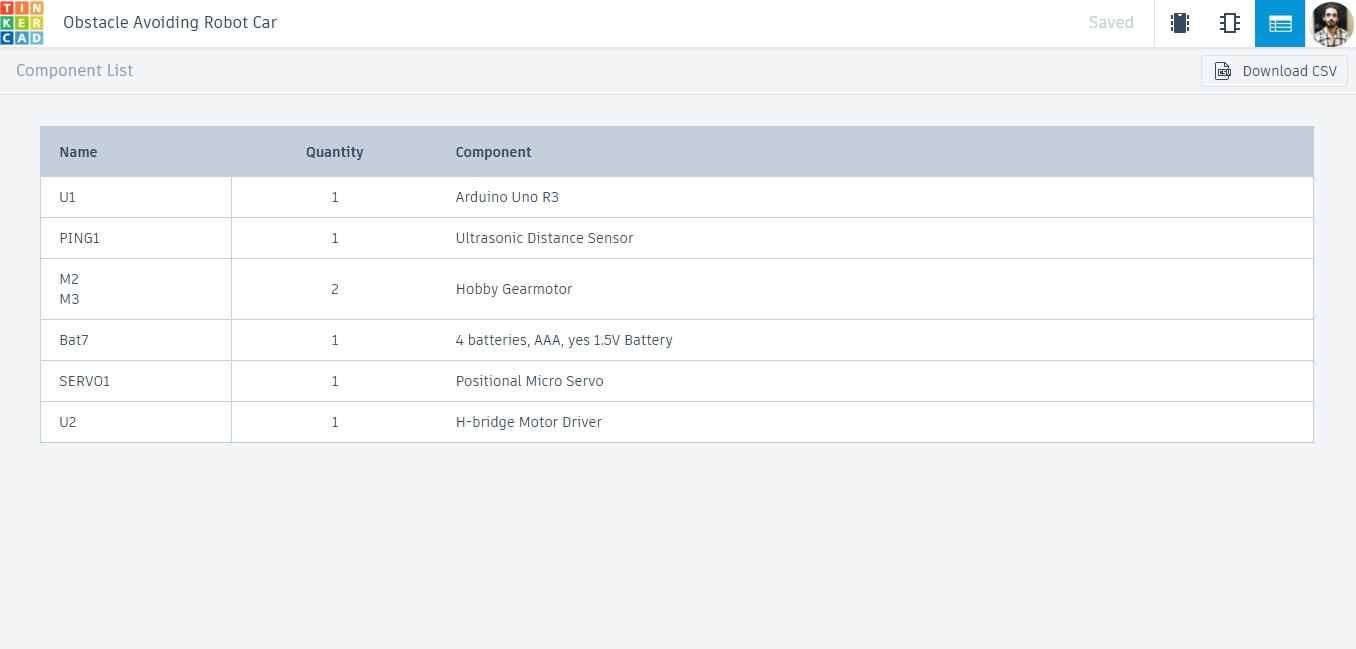 TIN
KER
CAD
Obstacle Avoiding Robot Car
Saved
Component List
Download CSV
Name Quantity Component
U1 1 Arduino Uno R3
PING1 1 Ultrasonic Distance Sensor
M2
M3 2 Hobby Gearmotor
Bat7 1 4 batteries, AAA, yes 1.5V Battery
SERVO1 1 Positional Micro Servo
U2 1 H-bridge Motor Driver